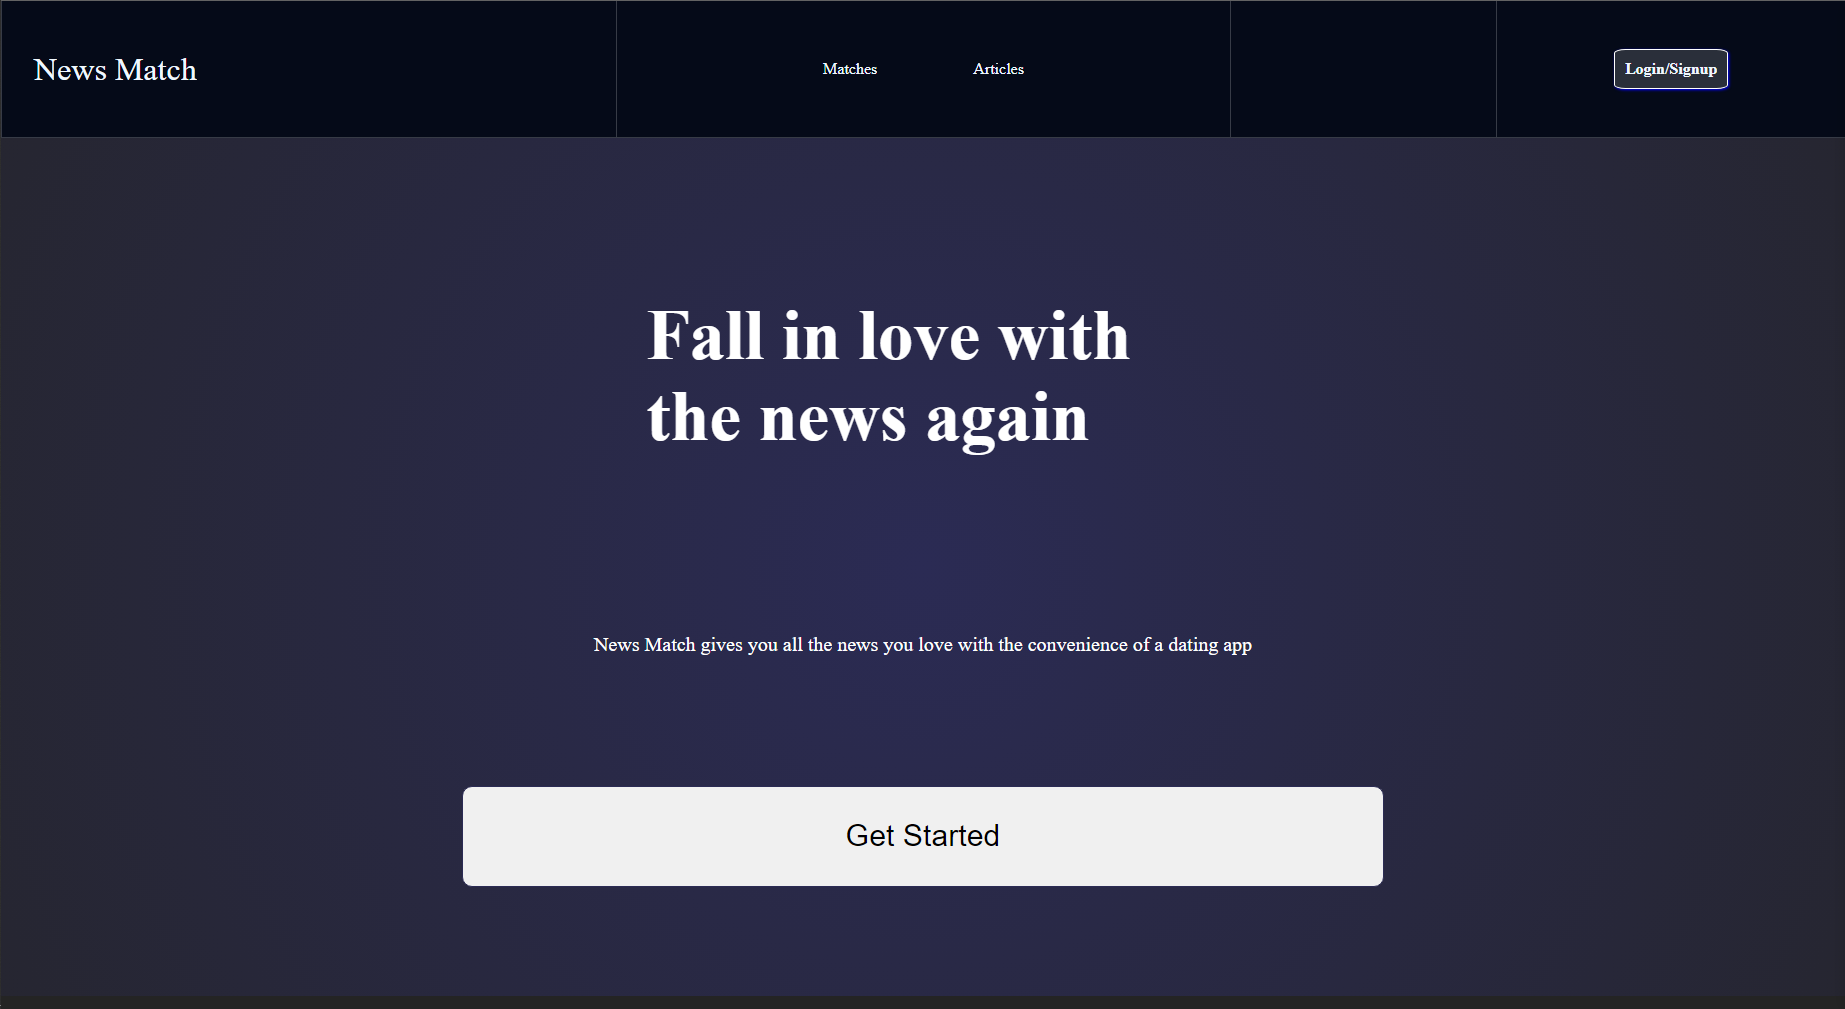 News Match
Matches
Articles
Login/Signup
Fall in love with
the news again
News Match gives you all the news you love with the convenience of a dating app
Get Started